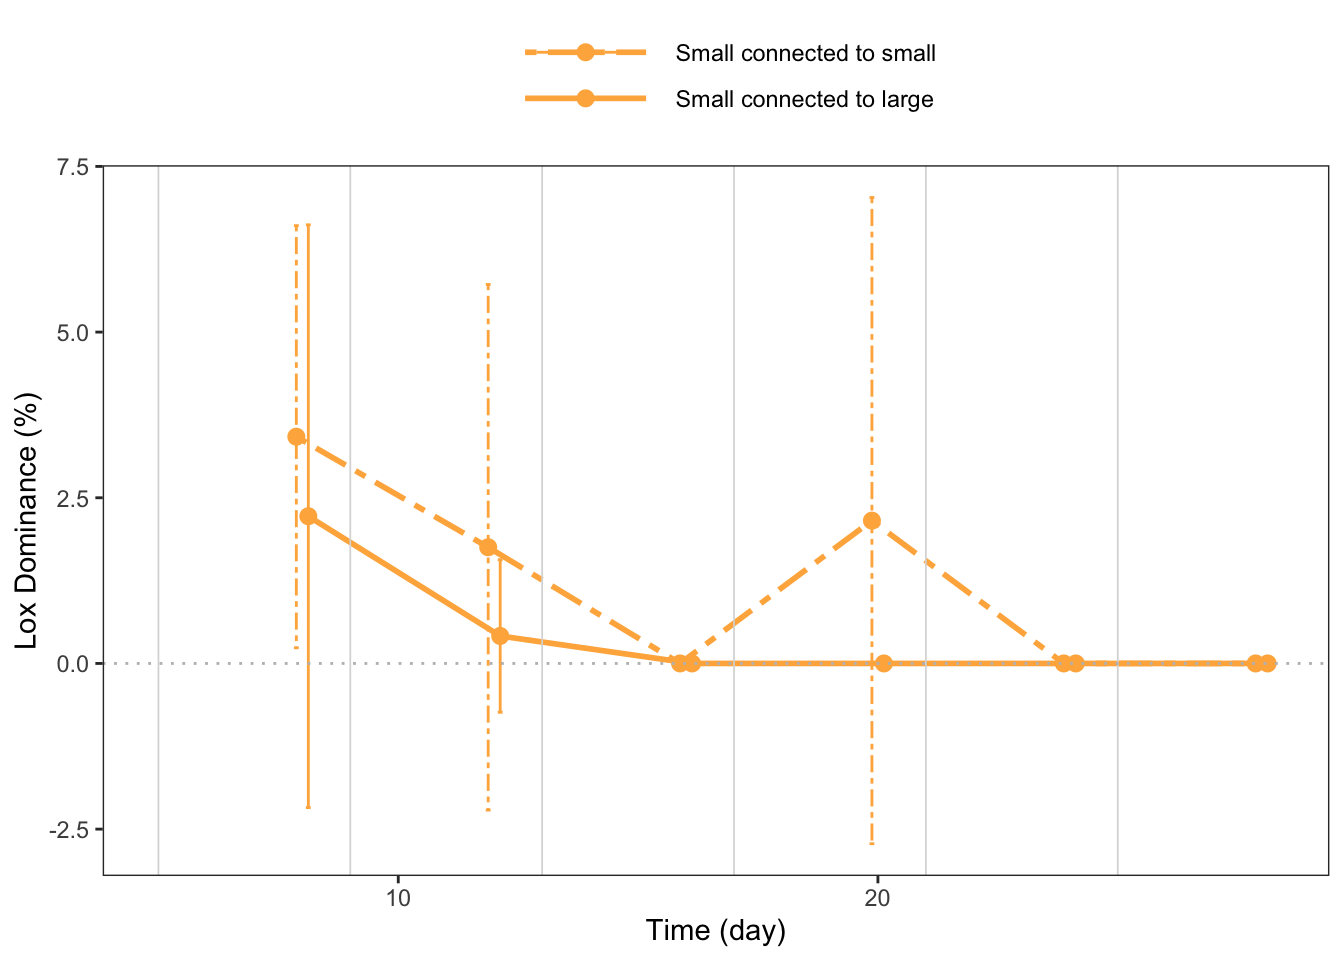 Small connected to small
Small connected to large
7.5
5.0
2.5
0.0
-2.5
Lox Dominance (%)
10
20
Time (day)